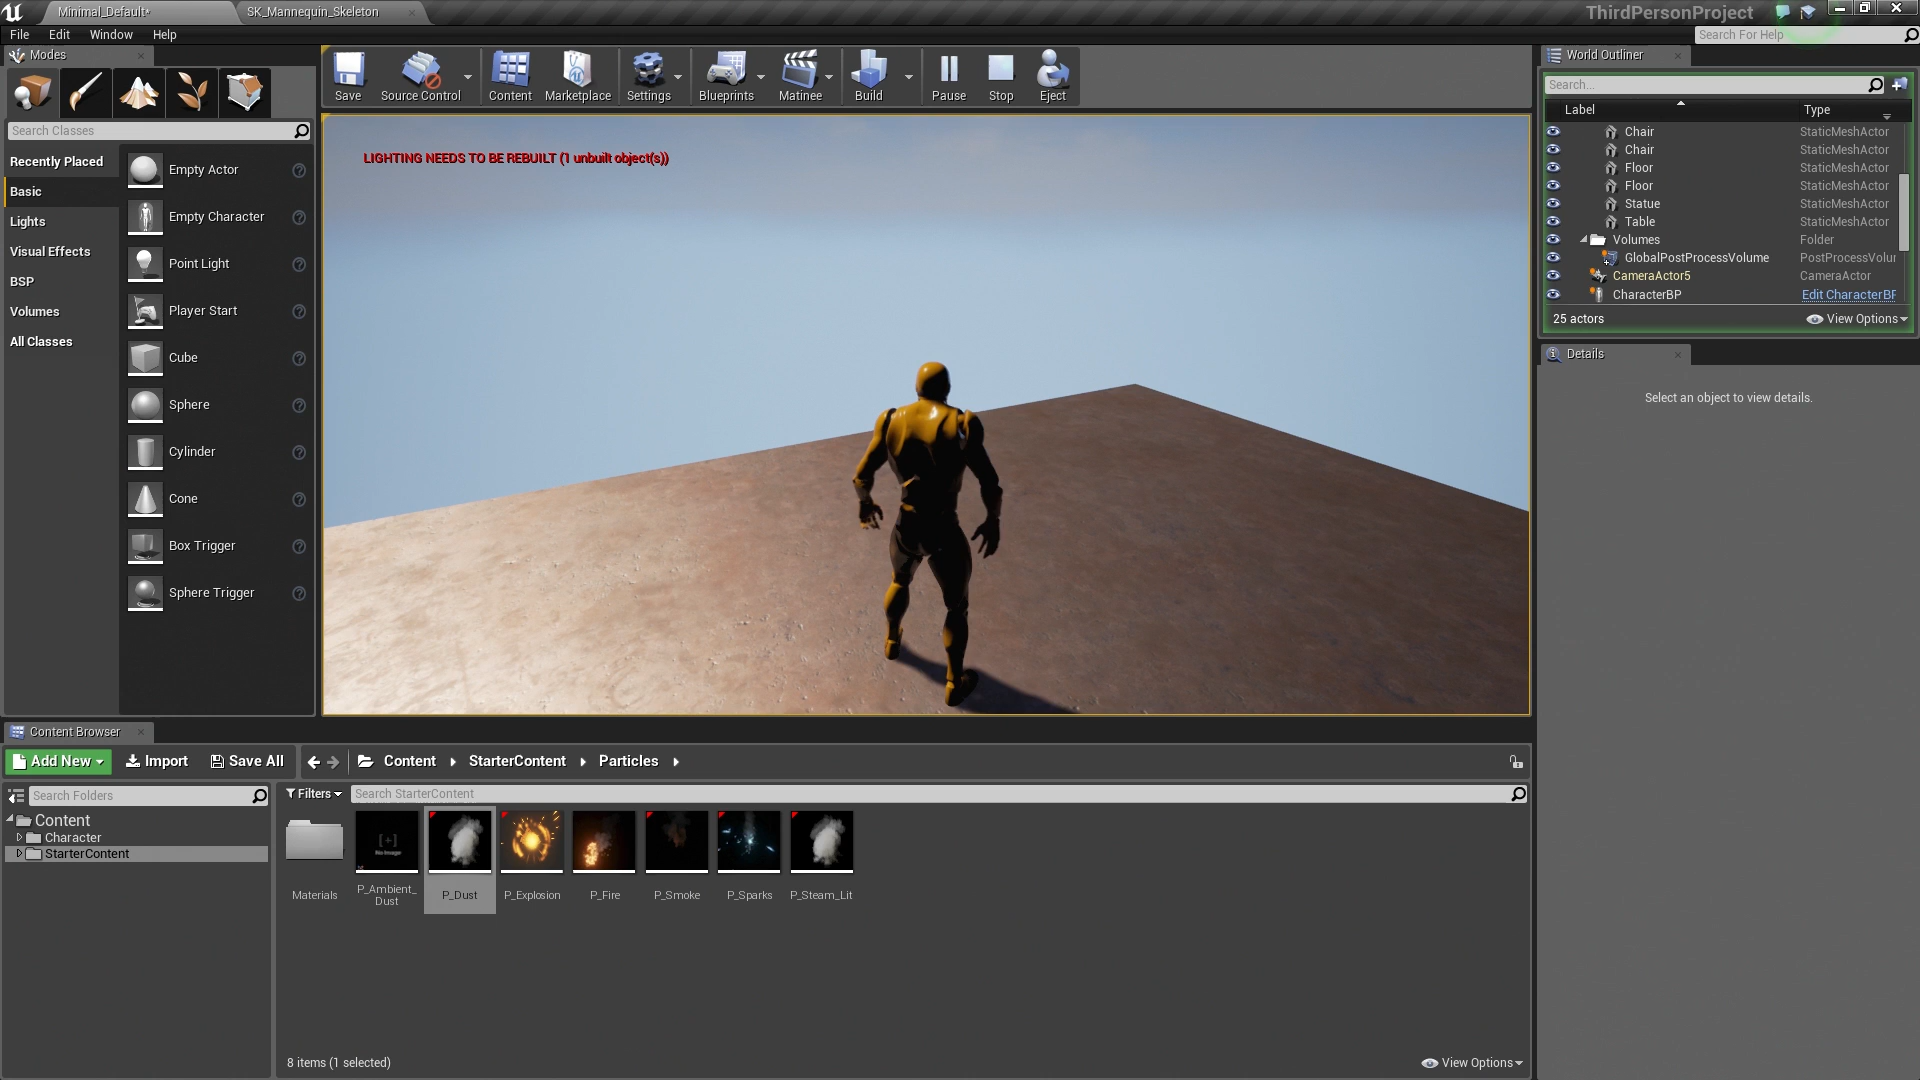 Minimal_Default*
SK_Mannequin_Skeleton
ThirdPersonProject
File
Edit
Window
Help
Search For Help
Modes
Save
Source Control
Content
Marketplace
Settings
Blueprints
Matinee
Build
Pause
Stop
Eject
World Outliner
Search...
Label
Type
Chair
StaticMeshActor
Chair
StaticMeshActor
Floor
StaticMeshActor
Floor
StaticMeshActor
Statue
StaticMeshActor
Table
StaticMeshActor
Volumes
Folder
GlobalPostProcessVolume
PostProcessVolur
CameraActor5
CameraActor
CharacterBP
Edit CharacterBP
25 actors
View Options
Details
Select an object to view details.
Search Classes
Recently Placed
Basic
Lights
Visual Effects
BSP
Volumes
All Classes
Empty Actor
Empty Character
Point Light
Player Start
Cube
Sphere
Cylinder
Cone
Box Trigger
Sphere Trigger
LIGHTING NEEDS TO BE REBUILT (1 unbuilt object(s))
Content Browser
Add New
Import
Save All
Content
StarterContent
Particles
Search Folders
Filters
Search StarterContent
Content
Character
StarterContent
No Image
Materials
P_Ambient_
Dust
P_Dust
P_Explosion
P_Fire
P_Smoke
P_Sparks
P_Steam_Lit
8 items (1 selected)
View Options